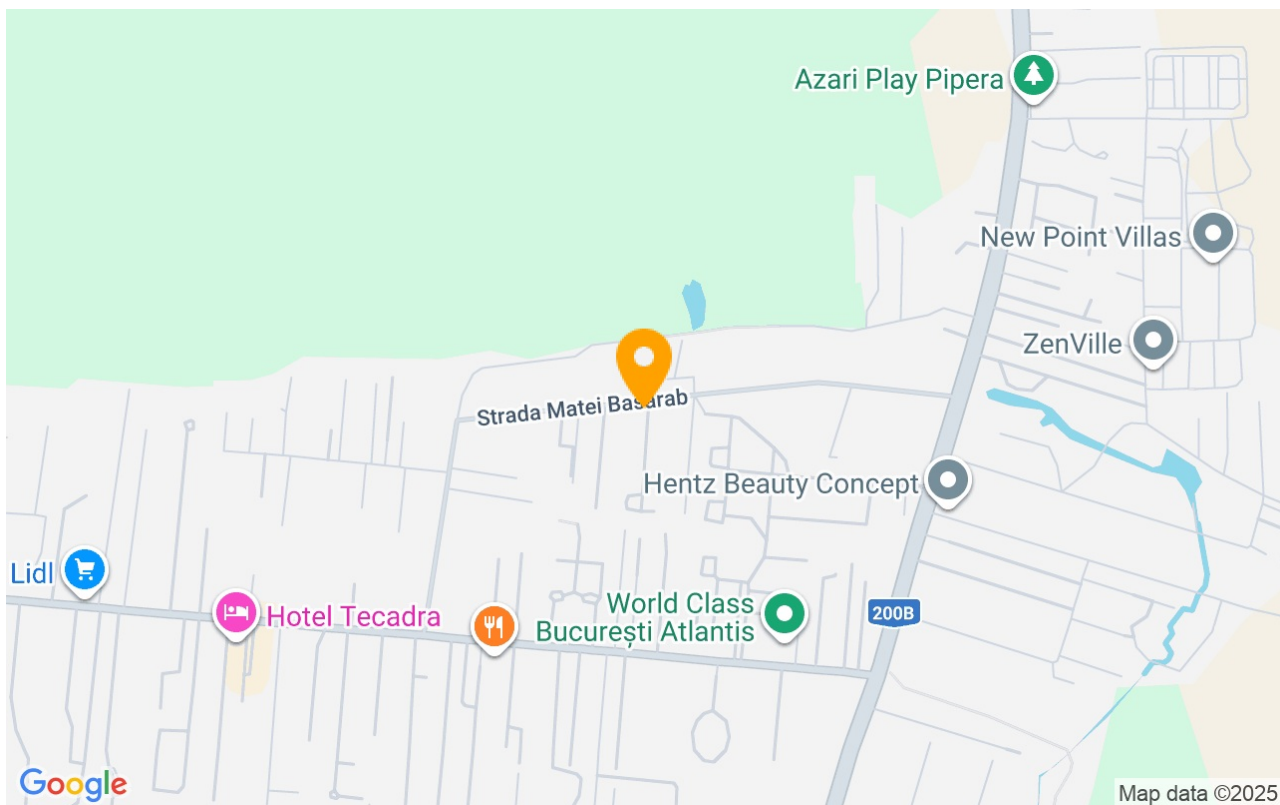 Azari Play Pipera
New Point Villas
ZenVille
Strada Matei Basarab
Hentz Beauty Concept
Lidl
Hotel Tecadra
World Class
București Atlantis
200B
Google
Map data ©2025